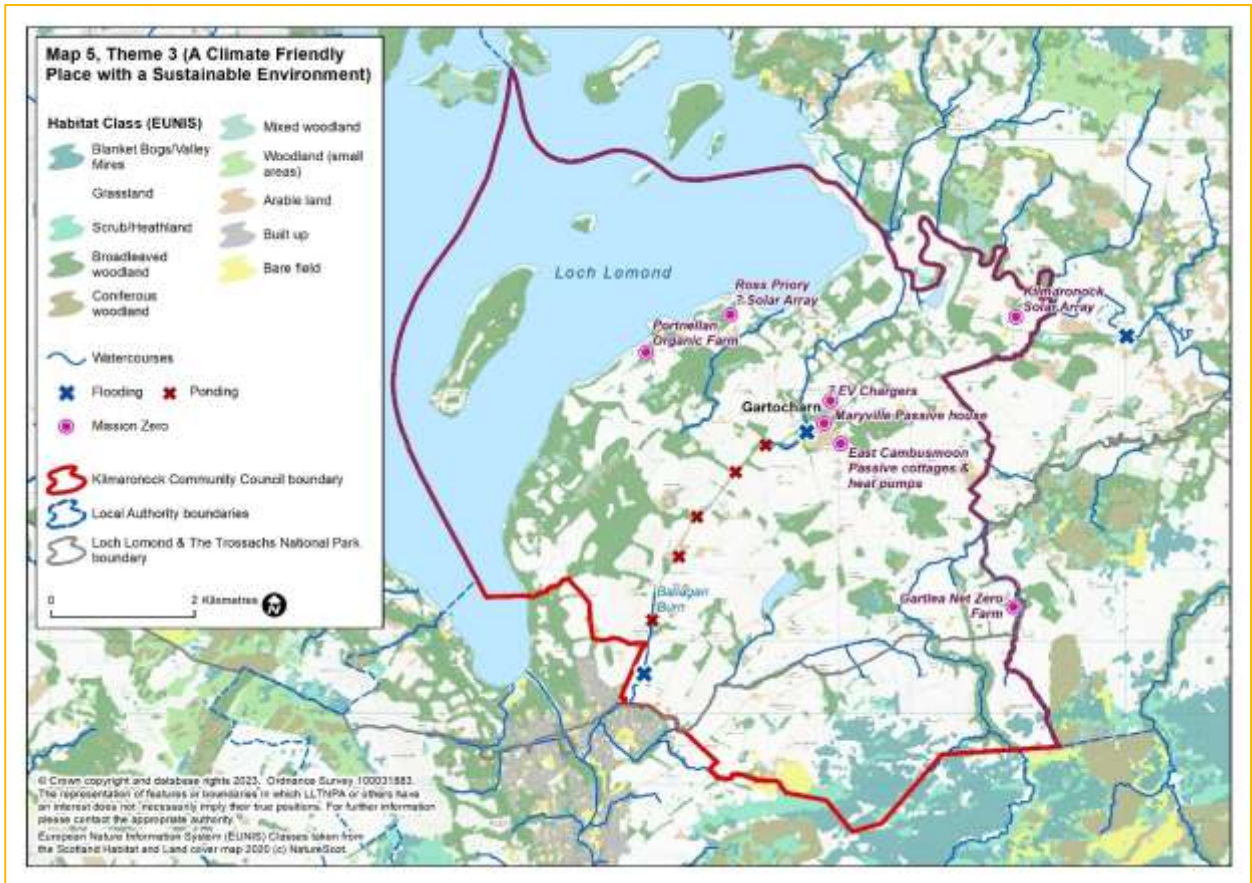 Map 5, Theme 3 (A Climate Friendly
Place with a Sustainable Environment)
Habitat Class (EUNIS)
Blanket Bogs/Valley
Mires
Grassland
Scrub/Heathland
Broadleaved
woodland
Coniferous
woodland
Mixed woodland
Woodland (small
areas)
Arable land
Built up
Bare field
Watercourses
Flooding
Ponding
Mission Zero
Kilmaronock Community Council boundary
Local Authority boundaries
Loch Lomond & The Trossachs National Park
boundary
0
2 Kilometres
N
Loch Lomond
Ross Priory
? Solar Array
Portnellan
Organic Farm
Kilmaronock
Solar Array
? EV Chargers
Gartocharn
Maryville Passive house
East Cambusmoon
Passive cottages &
heat pumps
Ballagan
Burn
Gartlea Net Zero
Farm
© Crown copyright and database rights 2023. Ordnance Survey 100031883.
The representation of features or boundaries in which LLTNPA or others have
an interest does not necessarily imply their true positions. For further information
please contact the appropriate authority.
European Nature Information System (EUNIS) Classes taken from
the Scotland Habitat and Land cover map 2020 (c) NatureScot.